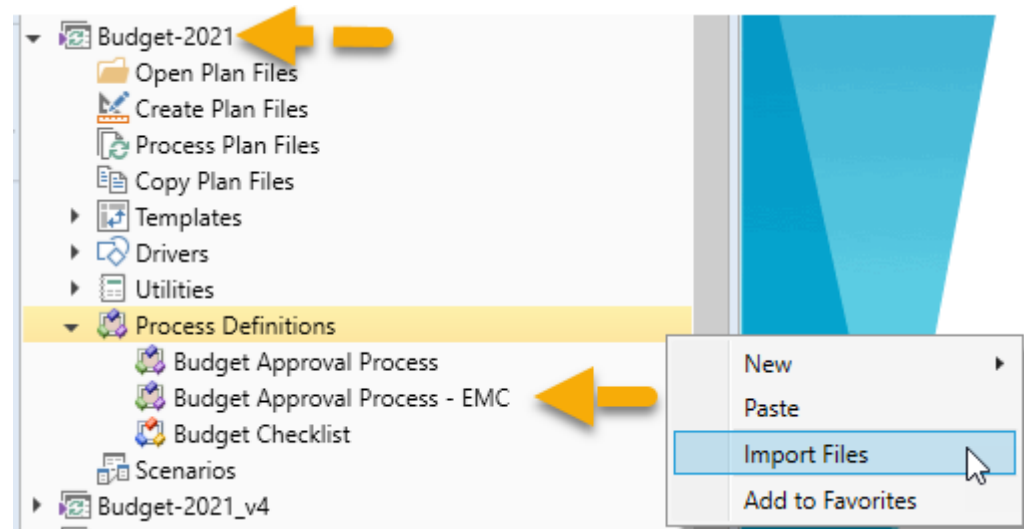 Budget-2021
Open Plan Files
Create Plan Files
Process Plan Files
Copy Plan Files
Templates
Drivers
Utilities
Process Definitions
Budget Approval Process
Budget Approval Process - EMC
Budget Checklist
Scenarios
Budget-2021_v4
New
Paste
Import Files
Add to Favorites